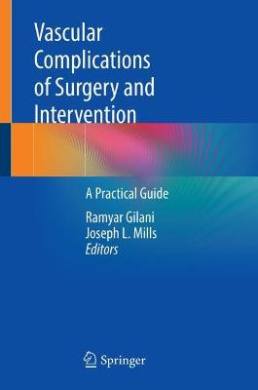 Vascular
Complications
of Surgery and
Intervention
A Practical Guide
Ramyar Gilani
Joseph L. Mills
Editors
Springer